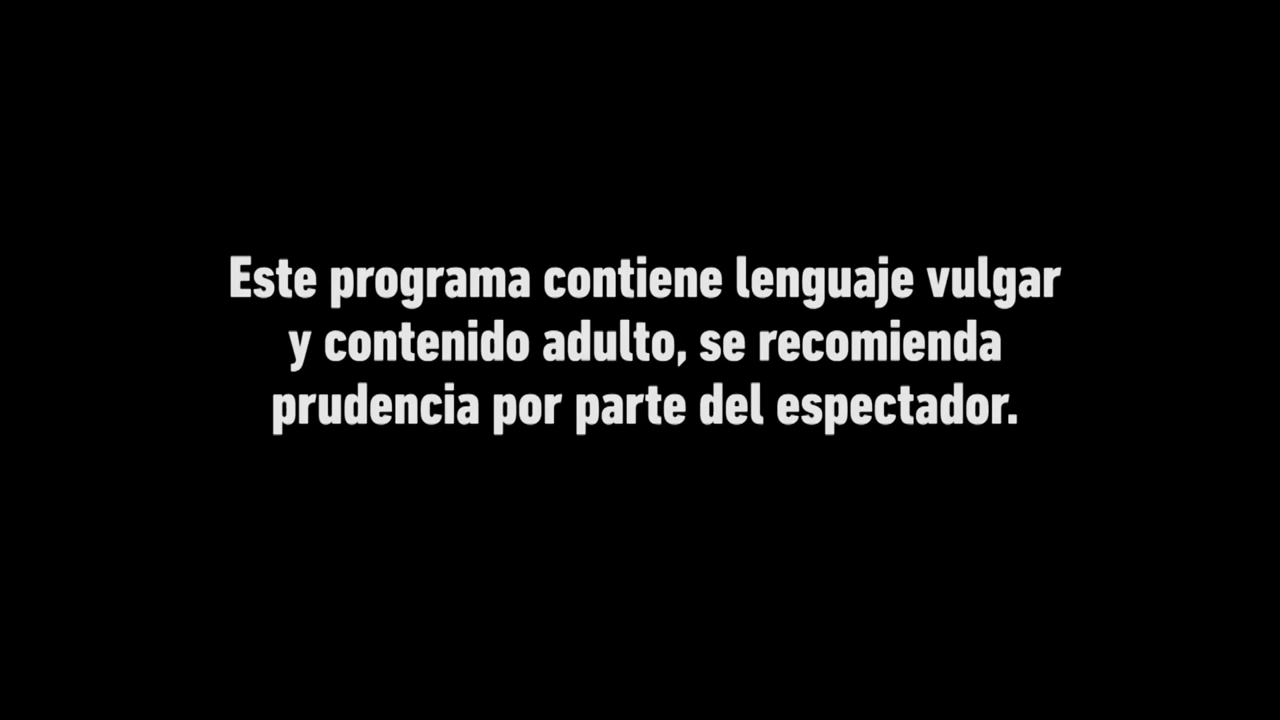 Este programa contiene lenguaje vulgar
y contenido adulto, se recomienda
prudencia por parte del espectador.